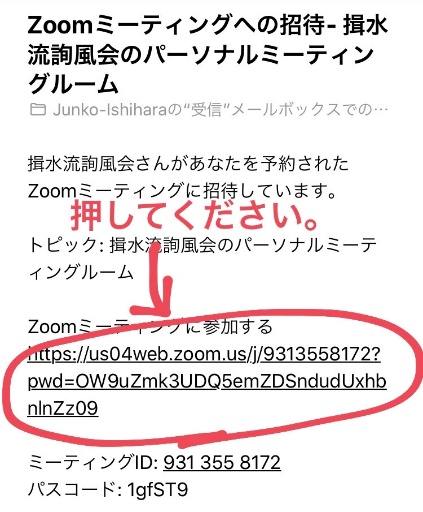 Zoomミーティングへの招待- 揖水
流詢風会のパーソナルミーティン
グルーム
Junko-Ishiharaの“受信”メールボックスでの…
揖水流詢風会さんがあなたを予約された
Zoomミーティングに招待しています。
押してください。
トピック: 揖水流詢風会のパーソナルミーテ
ィングルーム
Zoomミーティングに参加する
https://us04web.zoom.us/j/9313558172?
pwd=OW9uZmk3UDQ5emZDSndudUxhb
nlnZz09
ミーティングID: 931 355 8172
パスコード: 1gfST9